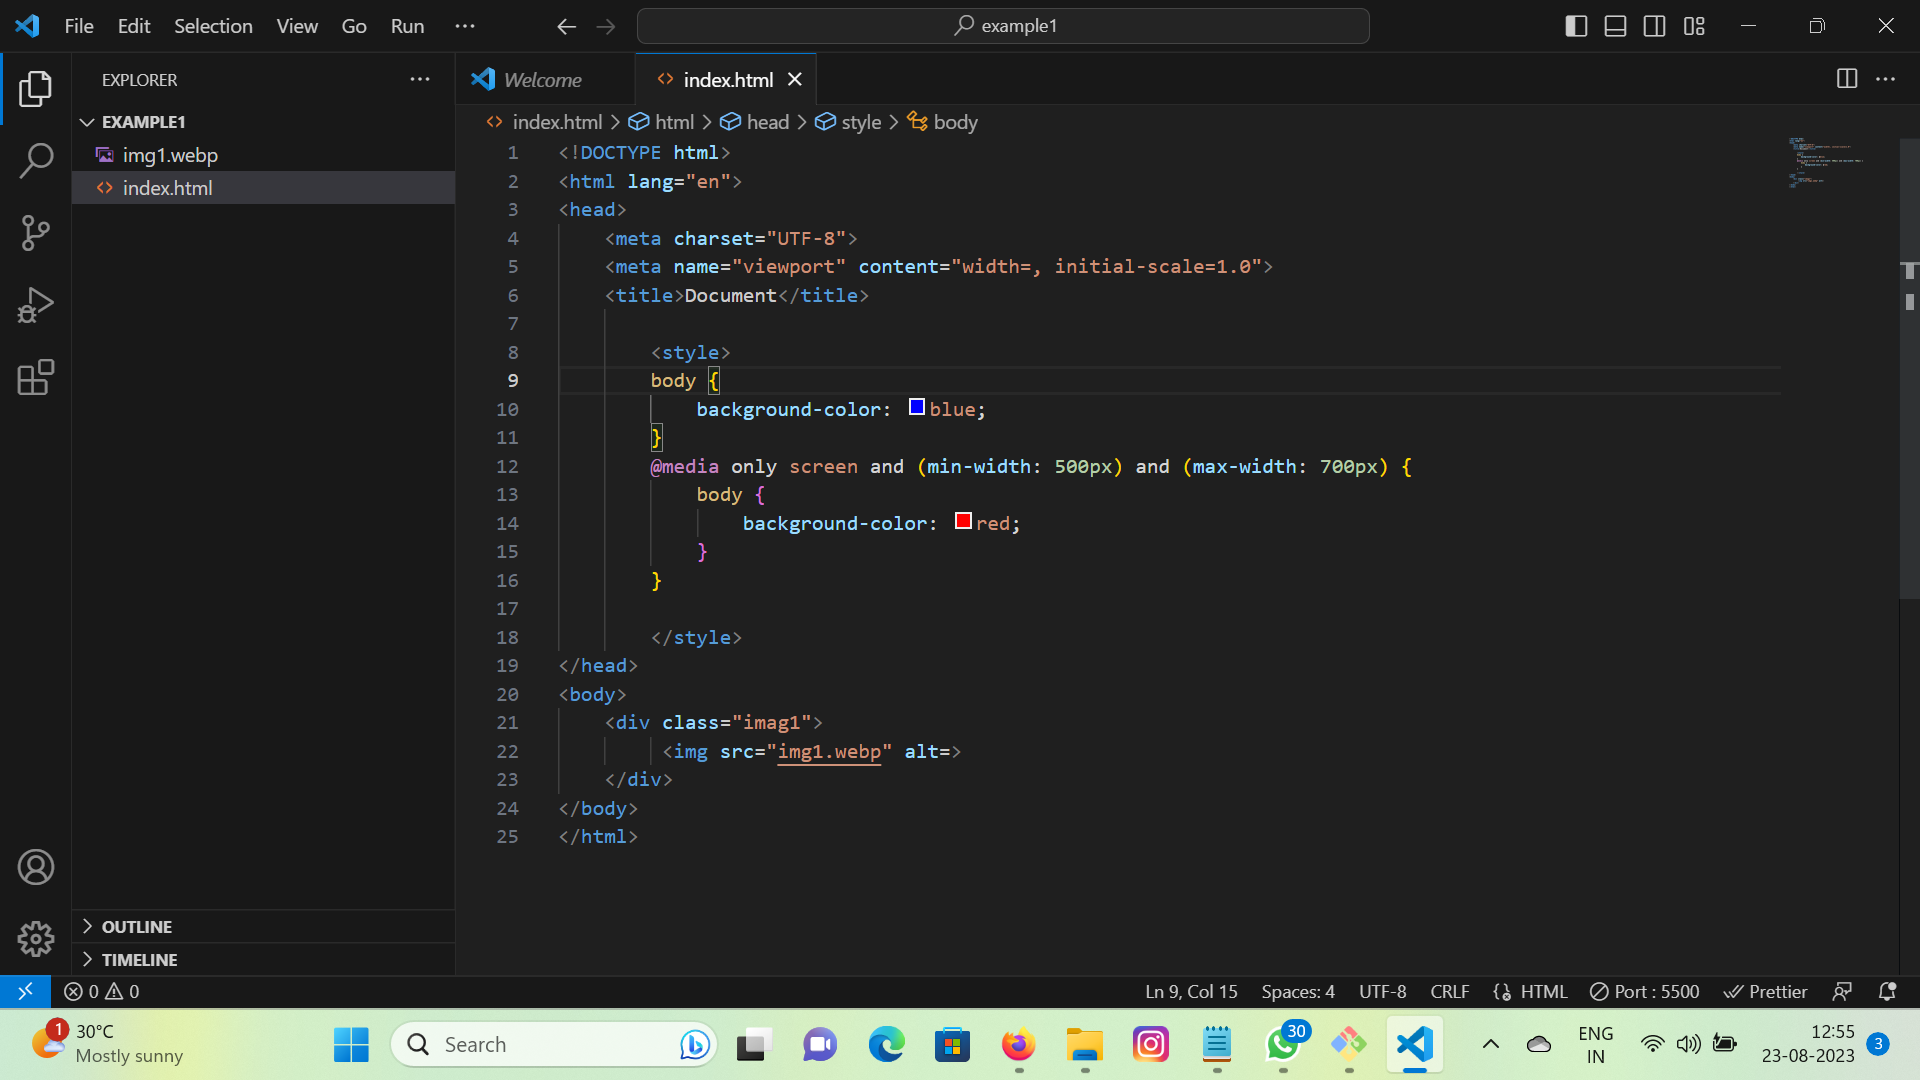 File Edit Selection View Go Run ··· example1
EXPLORER ···
EXAMPLE1
img1.webp
index.html
OUTLINE
TIMELINE
Welcome index.html
index.html > html > head > style > body
1 <!DOCTYPE html>
2 <html lang="en">
3 <head>
4 <meta charset="UTF-8">
5 <meta name="viewport" content="width=, initial-scale=1.0">
6 <title>Document</title>
7
8 <style>
9 body {
10 background-color: blue;
11 }
12 @media only screen and (min-width: 500px) and (max-width: 700px) {
13 body {
14 background-color: red;
15 }
16 }
17
18 </style>
19 </head>
20 <body>
21 <div class="imag1">
22 <img src="img1.webp" alt=>
23 </div>
24 </body>
25 </html>
0 0 Ln 9, Col 15 Spaces: 4 UTF-8 CRLF HTML Port : 5500 Prettier
1 30°C
Mostly sunny
Search
30
ENG
IN
12:55
23-08-2023
3